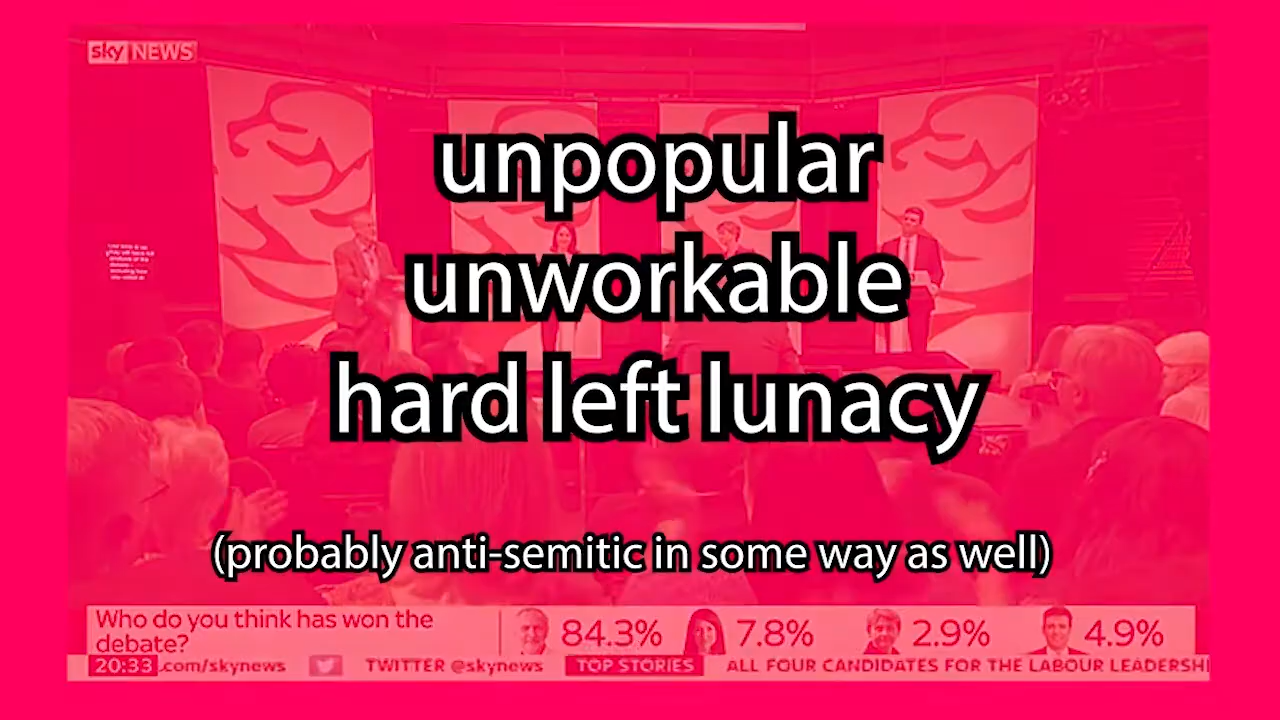 sky NEWS
unpopular
unworkable
hard left lunacy
(probably anti-semitic in some way as well)
Who do you think has won the
debate?
84.3% 7.8% 2.9% 4.9%
20:33 .com/skynews TWITTER @skynews TOP STORIES ALL FOUR CANDIDATES FOR THE LABOUR LEADERSHI